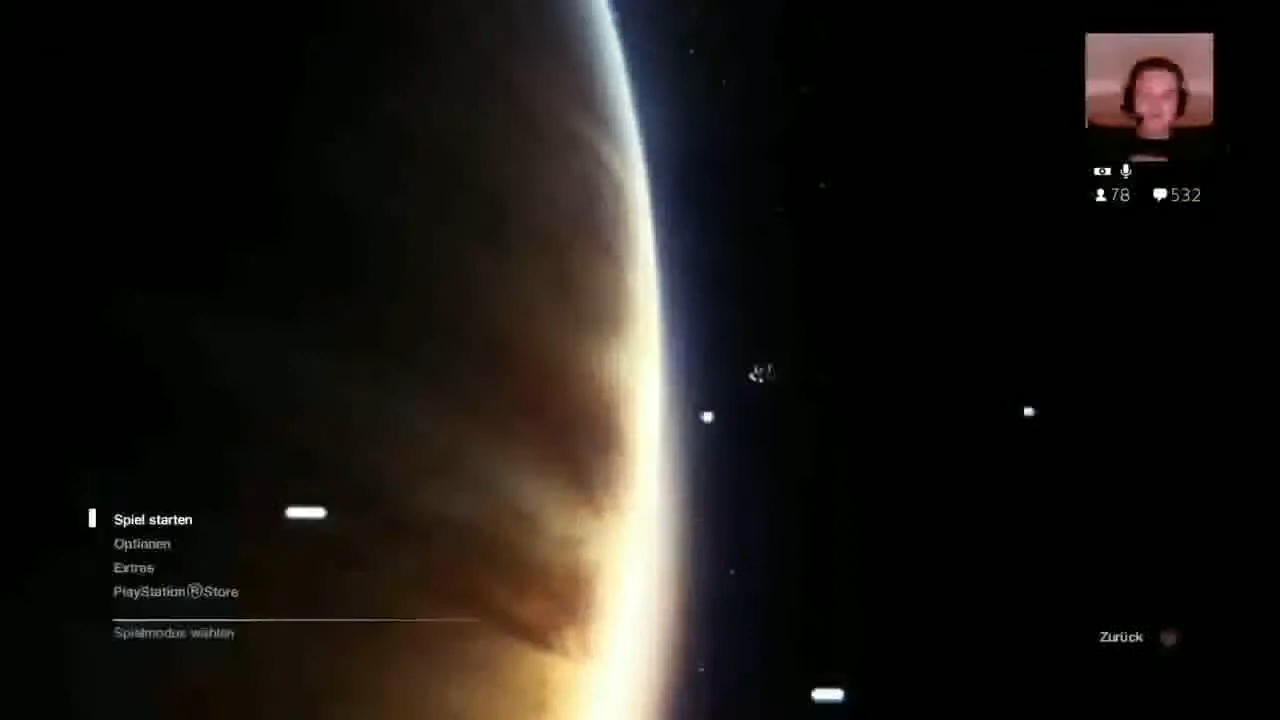 78 532
Spiel starten
Optionen
Extras
PlayStation®Store
Spielmodus wählen
Zurück